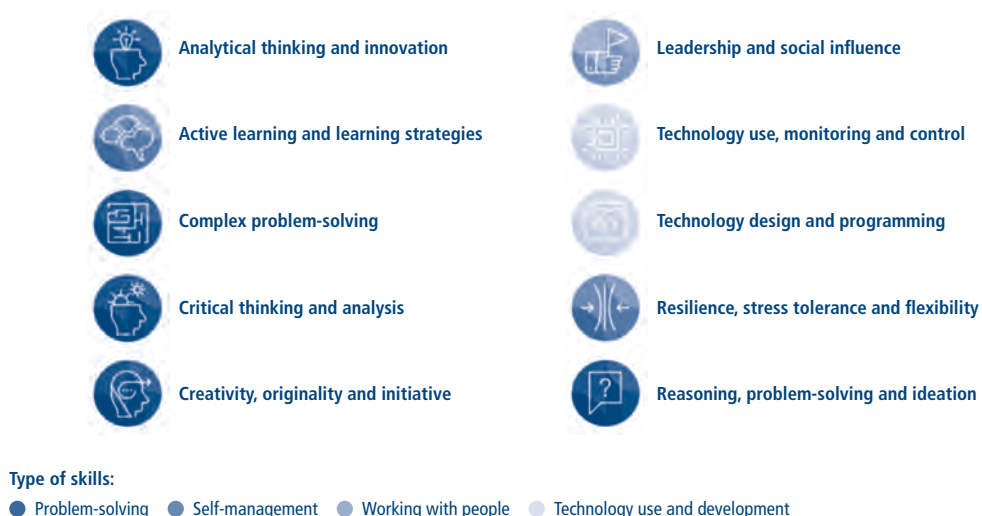 Analytical thinking and innovation
Active learning and learning strategies
Complex problem-solving
Critical thinking and analysis
Creativity, originality and initiative
Leadership and social influence
Technology use, monitoring and control
Technology design and programming
Resilience, stress tolerance and flexibility
?
Reasoning, problem-solving and ideation
Type of skills:
Problem-solving Self-management Working with people Technology use and development